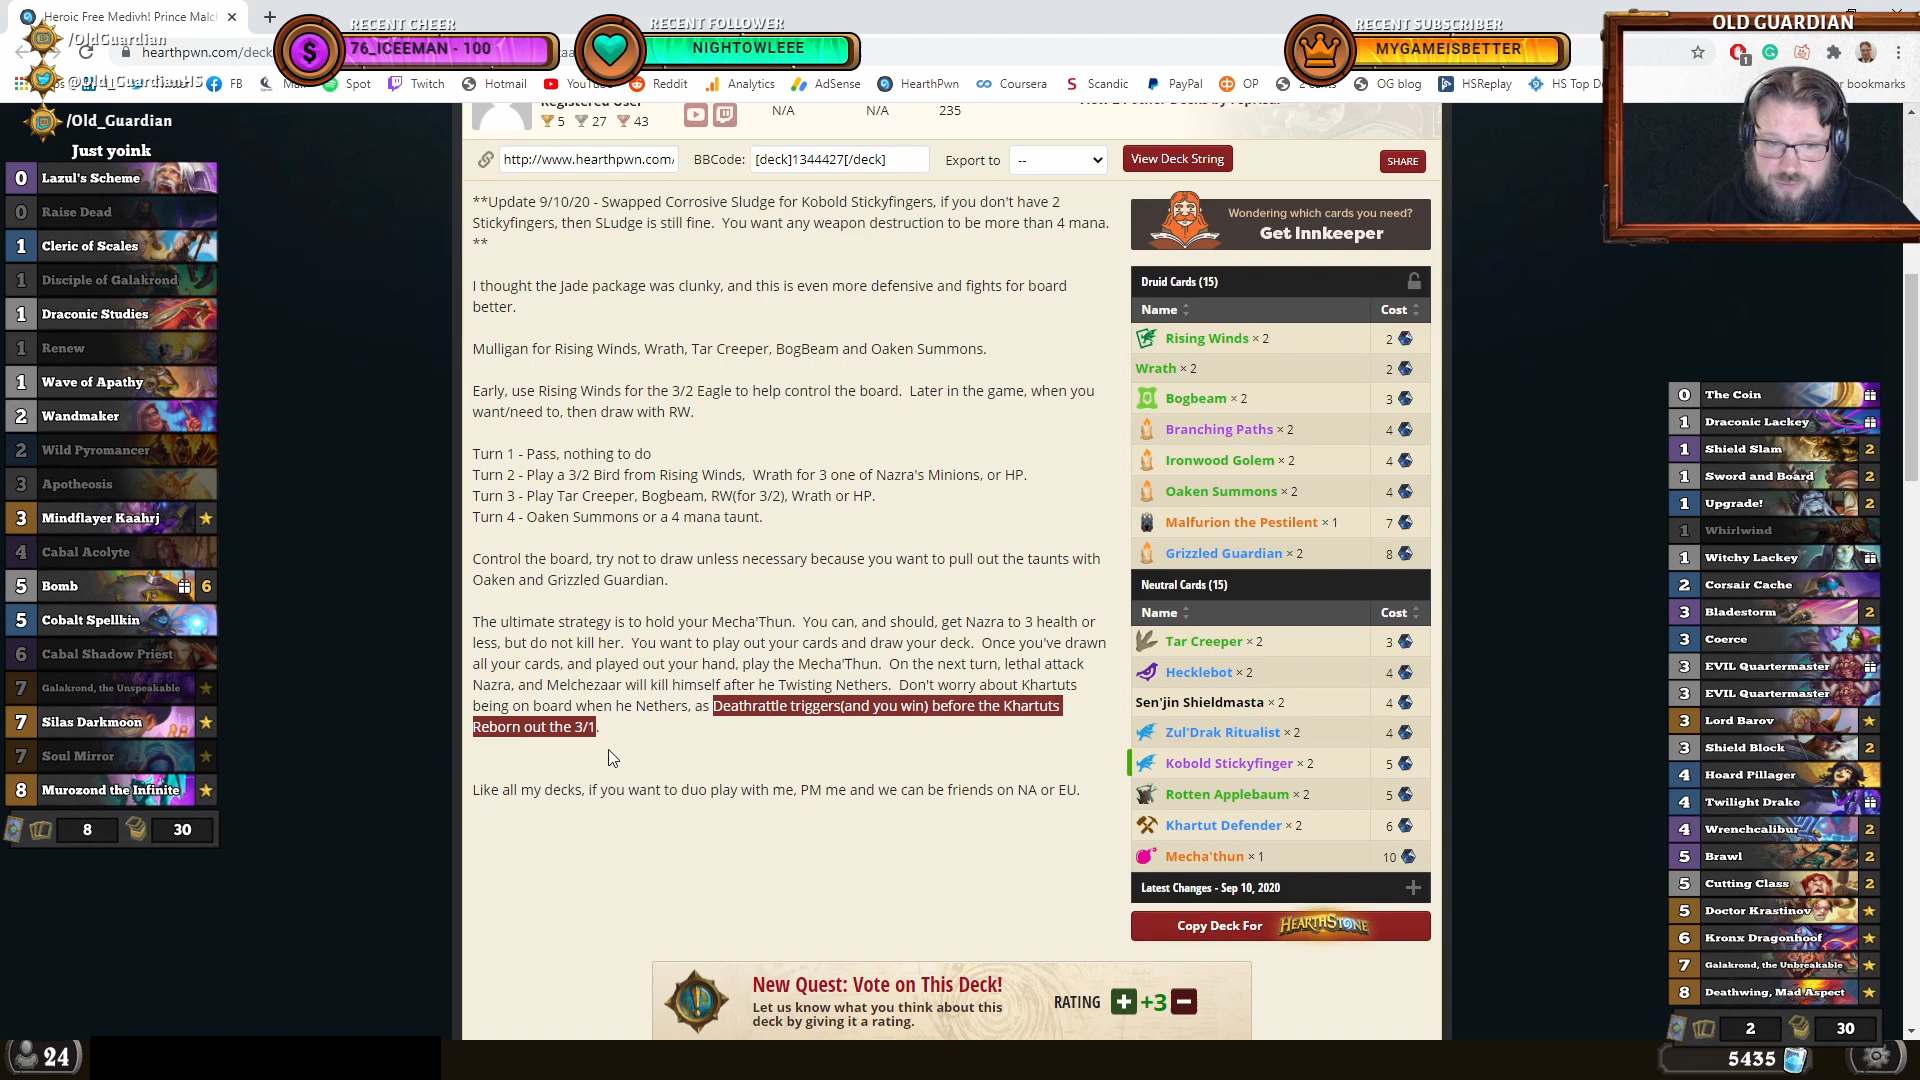 Heroic Free Medivh! Prince Malc
RECENT CHEER
76_ICEEMAN - 100
RECENT FOLLOWER
NIGHTOWLEEE
RECENT SUBSCRIBER
MYGAMEISBETTER
OLD GUARDIAN
/OldGuardian
@Old_GuardianHS
/Old_Guardian
hearthpwn.com/deck
FB
Spot
Twitch
Hotmail
Reddit
Analytics
AdSense
HearthPwn
Coursera
Scandic
PayPal
OP
2
OG blog
HSReplay
HS Top De
bookmarks
Just yoink
0 Lazul's Scheme
0 Raise Dead
1 Cleric of Scales
1 Disciple of Galakrond
1 Draconic Studies
1 Renew
1 Wave of Apathy
2 Wandmaker
2 Wild Pyromancer
3 Apotheosis
3 Mindflayer Kaahrj
4 Cabal Acolyte
5 Bomb 6
5 Cobalt Spellkin
6 Cabal Shadow Priest
7 Galakrond, the Unspeakable
7 Silas Darkmoon
7 Soul Mirror
8 Murozond the Infinite
8 30
24
Registered User
5 27 43
N/A N/A 235
http://www.hearthpwn.com/
BBCode: [deck]1344427[/deck]
Export to --
View Deck String
SHARE
**Update 9/10/20 - Swapped Corrosive Sludge for Kobold Stickyfingers, if you don't have 2
Stickyfingers, then SLudge is still fine. You want any weapon destruction to be more than 4 mana.
**
I thought the Jade package was clunky, and this is even more defensive and fights for board
better.
Mulligan for Rising Winds, Wrath, Tar Creeper, BogBeam and Oaken Summons.
Early, use Rising Winds for the 3/2 Eagle to help control the board. Later in the game, when you
want/need to, then draw with RW.
Turn 1 - Pass, nothing to do
Turn 2 - Play a 3/2 Bird from Rising Winds, Wrath for 3 one of Nazra's Minions, or HP.
Turn 3 - Play Tar Creeper, Bogbeam, RW(for 3/2), Wrath or HP.
Turn 4 - Oaken Summons or a 4 mana taunt.
Control the board, try not to draw unless necessary because you want to pull out the taunts with
Oaken and Grizzled Guardian.
The ultimate strategy is to hold your Mecha'Thun. You can, and should, get Nazra to 3 health or
less, but do not kill her. You want to play out your cards and draw your deck. Once you've drawn
all your cards, and played out your hand, play the Mecha'Thun. On the next turn, lethal attack
Nazra, and Melchezaar will kill himself after he Twisting Nethers. Don't worry about Khartuts
being on board when he Nethers, as Deathrattle triggers(and you win) before the Khartuts
Reborn out the 3/1.
Like all my decks, if you want to duo play with me, PM me and we can be friends on NA or EU.
Wondering which cards you need?
Get Innkeeper
Druid Cards (15)
Name Cost
Rising Winds × 2 2
Wrath × 2 2
Bogbeam × 2 3
Branching Paths × 2 4
Ironwood Golem × 2 4
Oaken Summons × 2 4
Malfurion the Pestilent × 1 7
Grizzled Guardian × 2 8
Neutral Cards (15)
Name Cost
Tar Creeper × 2 3
Hecklebot × 2 4
Sen'jin Shieldmasta × 2 4
Zul'Drak Ritualist × 2 4
Kobold Stickyfinger × 2 5
Rotten Applebaum × 2 5
Khartut Defender × 2 6
Mecha'thun × 1 10
Latest Changes - Sep 10, 2020
Copy Deck For HEARTHSTONE
New Quest: Vote on This Deck!
Let us know what you think about this
deck by giving it a rating.
RATING +3
0 The Coin
1 Draconic Lackey
1 Shield Slam 2
1 Sword and Board 2
1 Upgrade! 2
1 Whirlwind
1 Witchy Lackey
2 Corsair Cache
3 Bladestorm 2
3 Coerce
3 EVIL Quartermaster
3 EVIL Quartermaster
3 Lord Barov
3 Shield Block 2
4 Hoard Pillager
4 Twilight Drake
4 Wrenchcalibur 2
5 Brawl 2
5 Cutting Class 2
5 Doctor Krastinov
6 Kronx Dragonhoof
7 Galakrond, the Unbreakable
8 Deathwing, Mad Aspect
2 30
5435